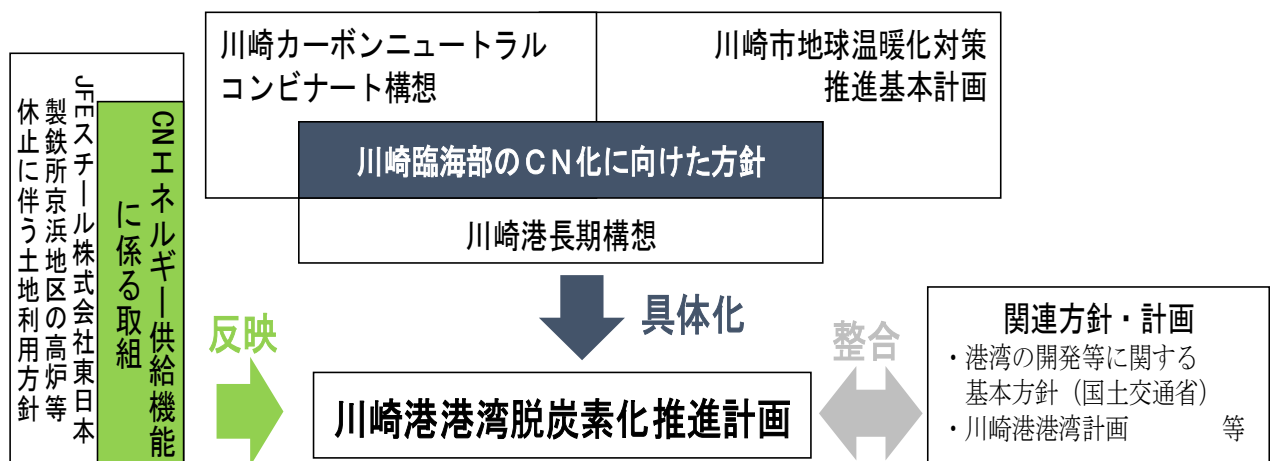 川崎カーボンニュートラル
コンビナート構想
川崎市地球温暖化対策
推進基本計画
川崎臨海部のCN化に向けた方針
川崎港長期構想
JFEスチール株式会社東日本
製鉄所京浜地区の高炉等
休止に伴う土地利用方針
CNエネルギー供給機能
に係る取組
反映
具体化
整合
川崎港港湾脱炭素化推進計画
関連方針・計画
・港湾の開発等に関する
基本方針（国土交通省）
・川崎港港湾計画　等